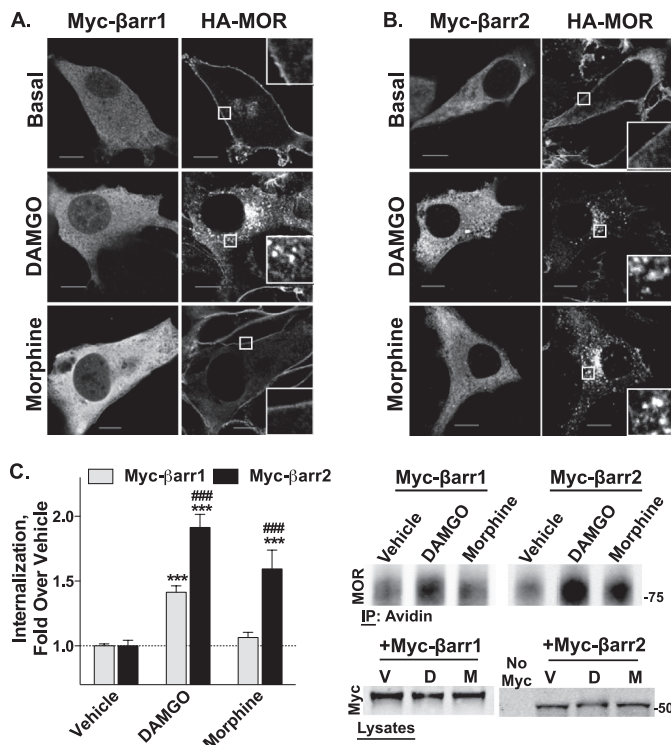 A.
Myc-βarr1 HA-MOR
Basal
DAMGO
Morphine
B.
Myc-βarr2 HA-MOR
Basal
DAMGO
Morphine
C.
Myc-βarr1 Myc-βarr2
Internalization,
Fold Over Vehicle
2.0
1.5
1.0
***
###
***
###
***
Vehicle
DAMGO
Morphine
Myc-βarr1 Myc-βarr2
Vehicle DAMGO Morphine Vehicle DAMGO Morphine
MOR
-75
IP: Avidin
+Myc-βarr1 No Myc +Myc-βarr2
V D M V D M
Myc
-50
Lysates